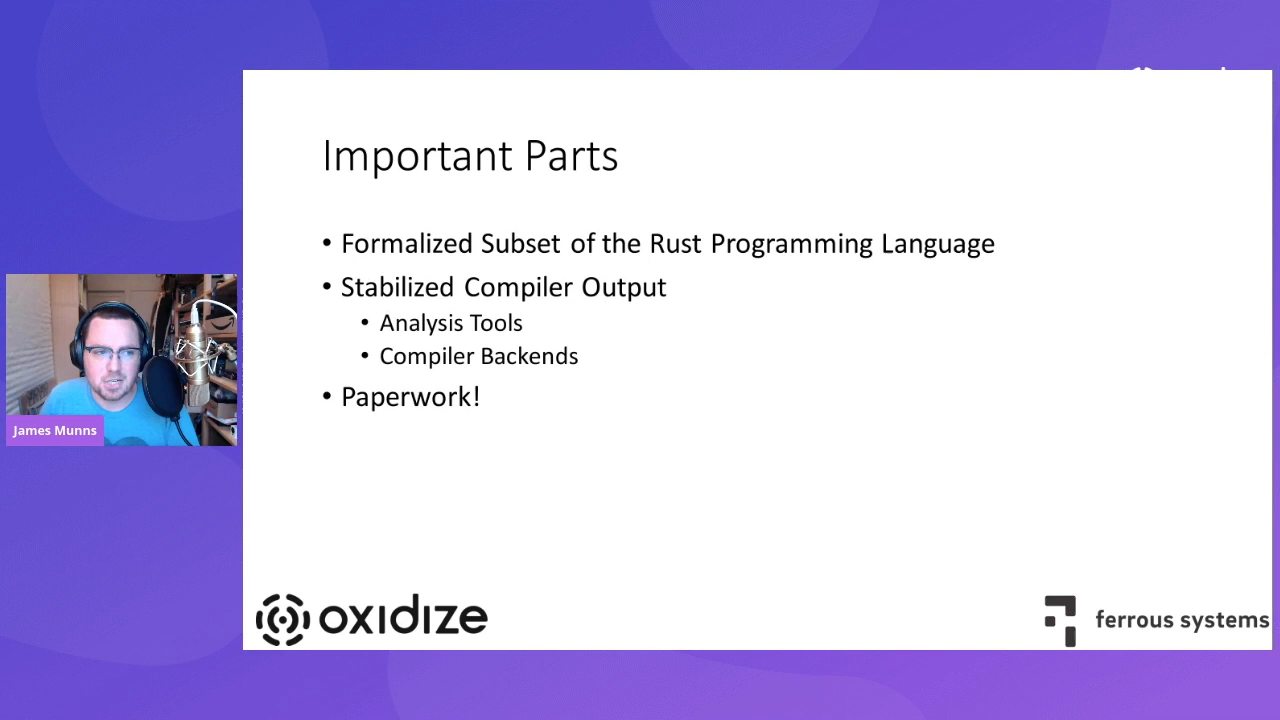 Important Parts
• Formalized Subset of the Rust Programming Language
• Stabilized Compiler Output
• Analysis Tools
• Compiler Backends
• Paperwork!
James Munns
oxidize
ferrous systems